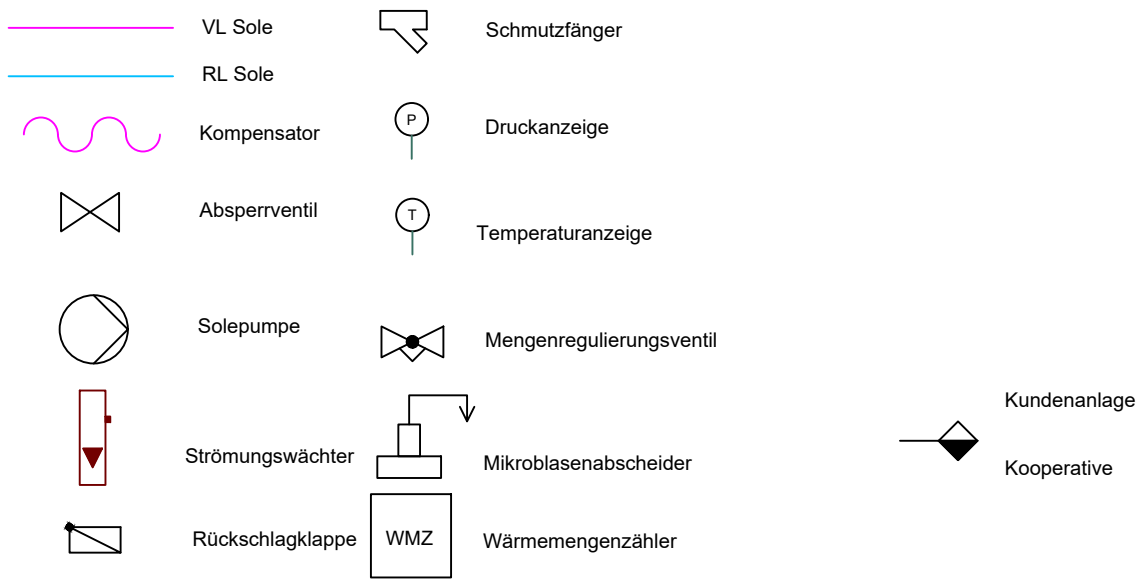 VL Sole
RL Sole
Kompensator
Absperrventil
Solepumpe
Strömungswächter
Rückschlagklappe
Schmutzfänger
P
Druckanzeige
T
Temperaturanzeige
Mengenregulierungsventil
Mikroblasenabscheider
WMZ
Wärmemengenzähler
Kundenanlage
Kooperative